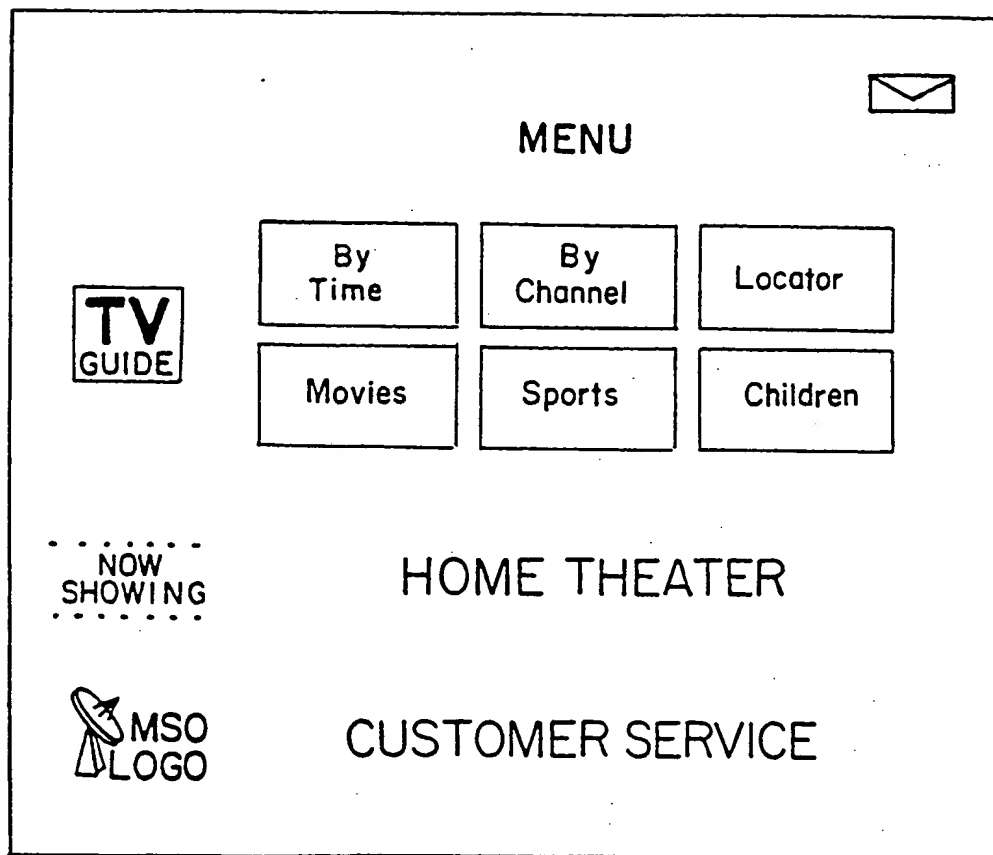 MENU
By
Time
By
Channel
Locator
TV
GUIDE
Movies
Sports
Children
NOW
SHOWING
HOME THEATER
MSO
LOGO
CUSTOMER SERVICE